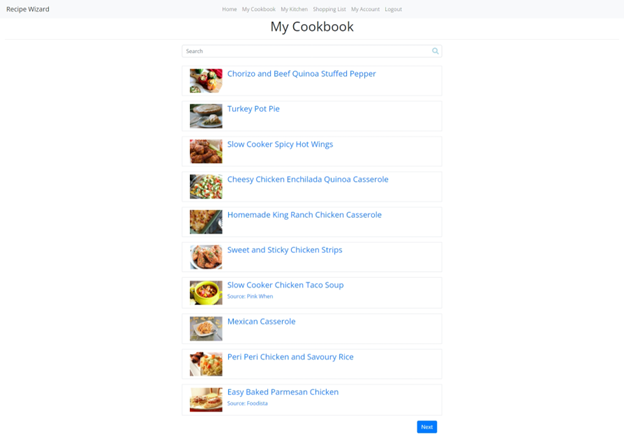 Recipe Wizard
Home My Cookbook My Kitchen Shopping List My Account Logout
My Cookbook
Search
Chorizo and Beef Quinoa Stuffed Pepper
Turkey Pot Pie
Slow Cooker Spicy Hot Wings
Cheesy Chicken Enchilada Quinoa Casserole
Homemade King Ranch Chicken Casserole
Sweet and Sticky Chicken Strips
Slow Cooker Chicken Taco Soup
Source: Pink When
Mexican Casserole
Peri Peri Chicken and Savoury Rice
Easy Baked Parmesan Chicken
Source: Foodista
Next